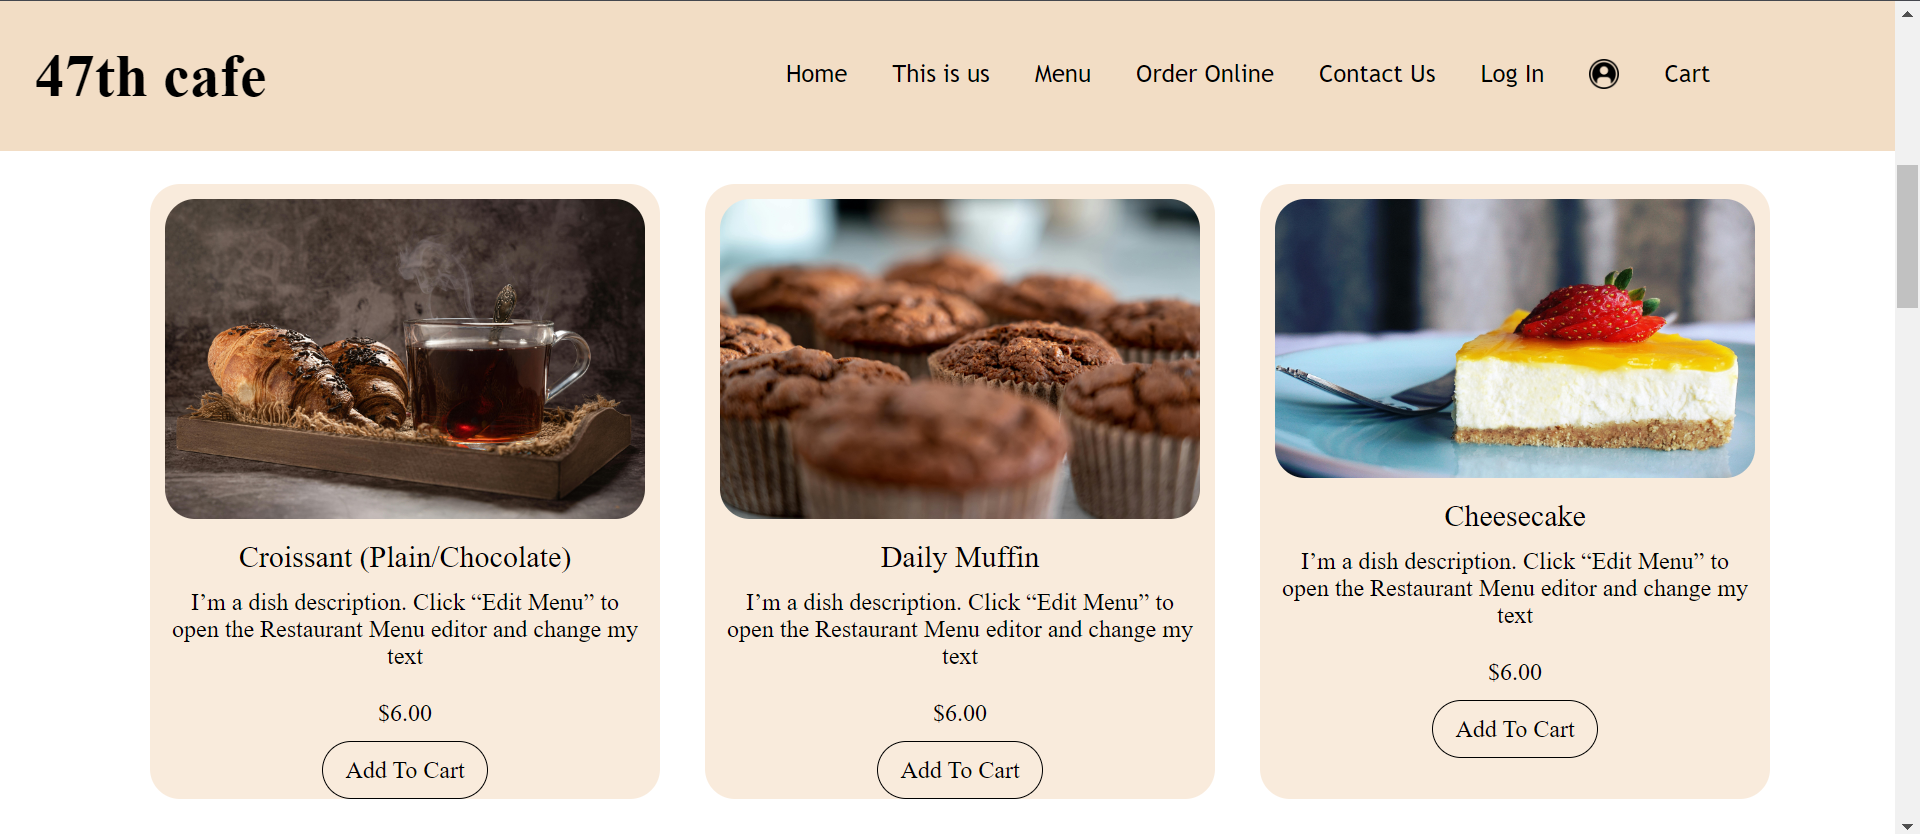 47th cafe
Home This is us Menu Order Online Contact Us Log In Cart
Croissant (Plain/Chocolate)
I’m a dish description. Click “Edit Menu” to
open the Restaurant Menu editor and change my
text
$6.00
Add To Cart
Daily Muffin
I’m a dish description. Click “Edit Menu” to
open the Restaurant Menu editor and change my
text
$6.00
Add To Cart
Cheesecake
I’m a dish description. Click “Edit Menu” to
open the Restaurant Menu editor and change my
text
$6.00
Add To Cart